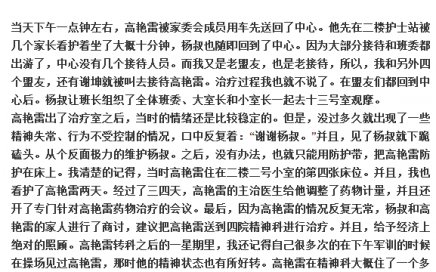 当天下午一点钟左右，高艳雷被家委会成员用车先送回了中心。他先在二楼护士站被
几个家长看护着坐了大概十分钟，杨叔也随即回到了中心。因为大部分接待和班委都
出游了，中心没有几个接待人员。而我又是老盟友，也是老接待，所以，我和另外四
个盟友，还有谢坤就被叫去接待高艳雷。治疗过程我也就不说了。在盟友们都回到中
心后。杨叔让班长组织了全体班委、大室长和小室长一起去十三号室观摩。
高艳雷出了治疗室之后，当时的情绪还是比较稳定的。但是，没过多久就出现了一些
精神失常、行为不受控制的情况，口中反复着：“谢谢杨叔。”并且，见了杨叔就下跪
磕头。从个反面极力的维护杨叔。之后，没有办法，也就只能用防护带，把高艳雷防
护在床上。我清楚的记得，当时高艳雷住在二楼二号小室的第四张床位。并且，我也
看护了高艳雷两天。经过了三四天，高艳雷的主治医生给他调整了药物计量，并且还
开了专门针对高艳雷药物治疗的会议。最后，因为高艳雷的情况反复无常，杨叔和高
艳雷的家人进行了商讨，建议把高艳雷送到四院精神科进行治疗。并且，给予经济上
绝对的照顾。高艳雷转科之后的一星期里，我还记得自己很多次的在下午军训的时候
在操场见过高艳雷，那时他的精神状态也有所好转。高艳雷在精神科大概住了一个多